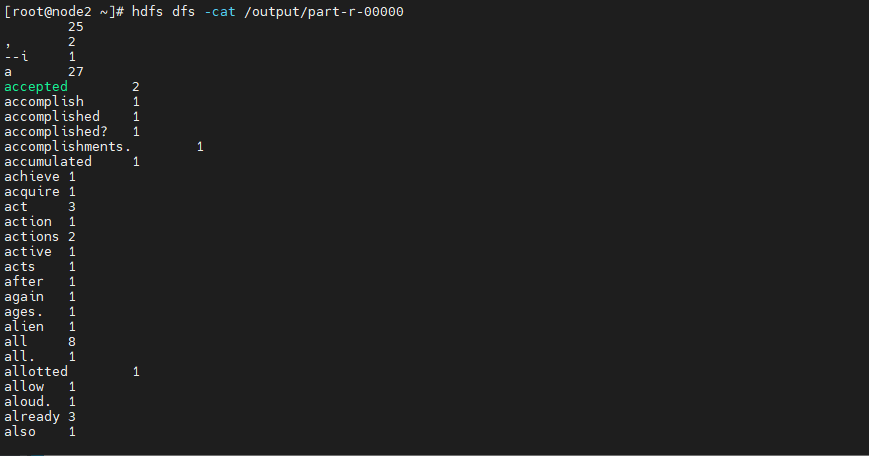 [root@node2 ~]# hdfs dfs -cat /output/part-r-00000
	25
,	2
--i	1
a	27
accepted	2
accomplish	1
accomplished	1
accomplished?	1
accomplishments.	1
accumulated	1
achieve	1
acquire	1
act	3
action	1
actions	2
active	1
acts	1
after	1
again	1
ages.	1
alien	1
all	8
all.	1
allotted	1
allow	1
aloud.	1
already	3
also	1